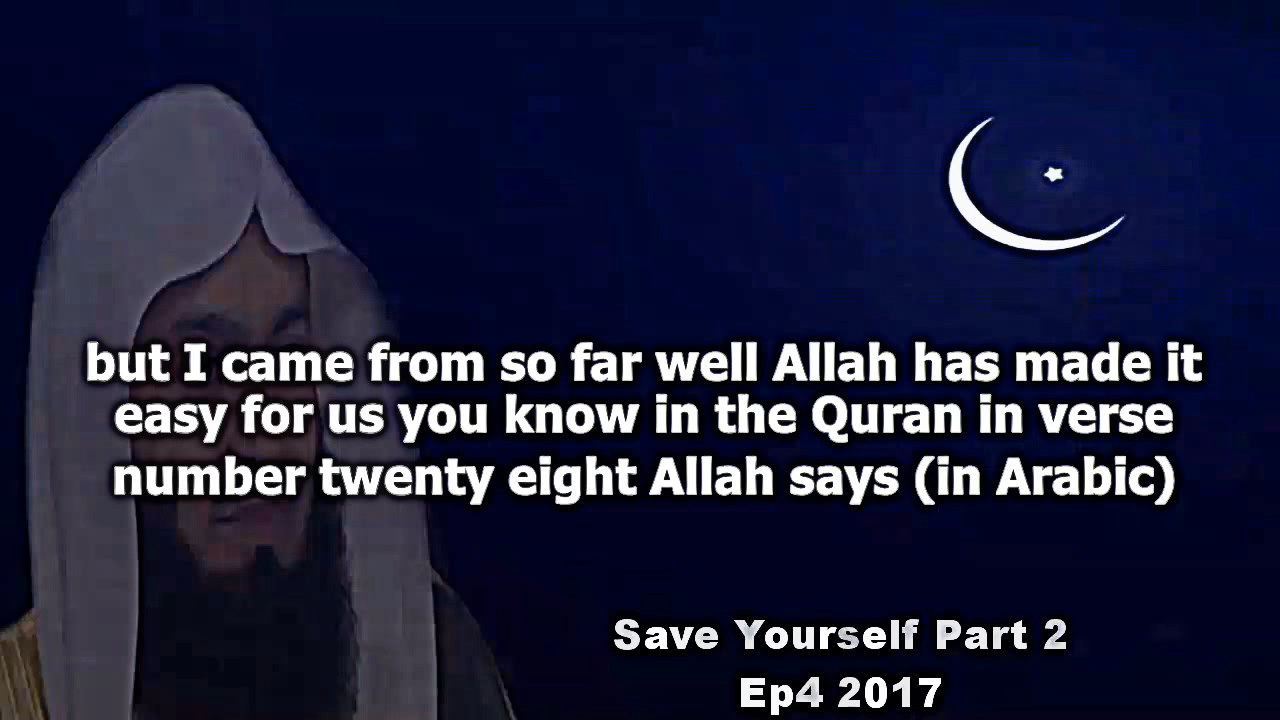 but I came from so far well Allah has made it
easy for us you know in the Quran in verse
number twenty eight Allah says (in Arabic)
Save Yourself Part 2
Ep4 2017